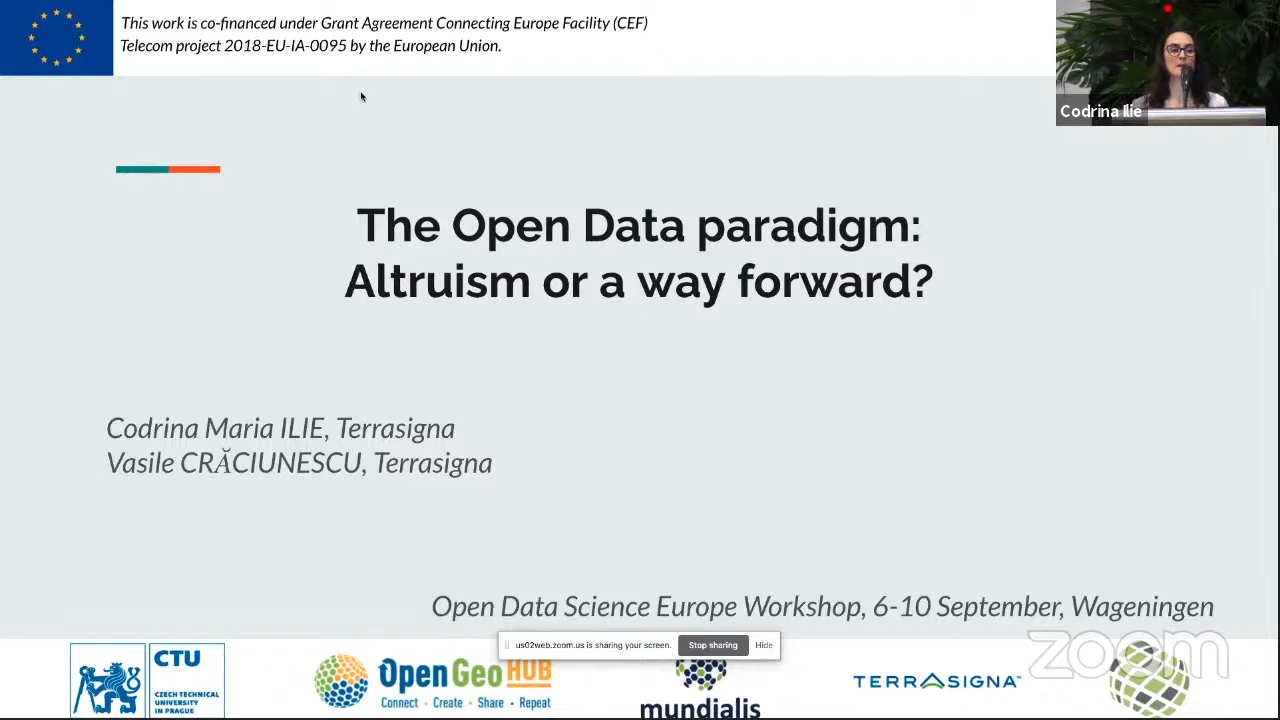 This work is co-financed under Grant Agreement Connecting Europe Facility (CEF)
Telecom project 2018-EU-IA-0095 by the European Union.
Codrina Ilie
The Open Data paradigm:
Altruism or a way forward?
Codrina Maria ILIE, Terrasigna
Vasile CRĂCIUNESCU, Terrasigna
Open Data Science Europe Workshop, 6-10 September, Wageningen
us02web.zoom.us is sharing your screen.
Stop sharing
Hide
zoom
CTU
CZECH TECHNICAL
UNIVERSITY
IN PRAGUE
OpenGeoHUB
Connect · Create · Share · Repeat
mundialis
TERRASIGNA™